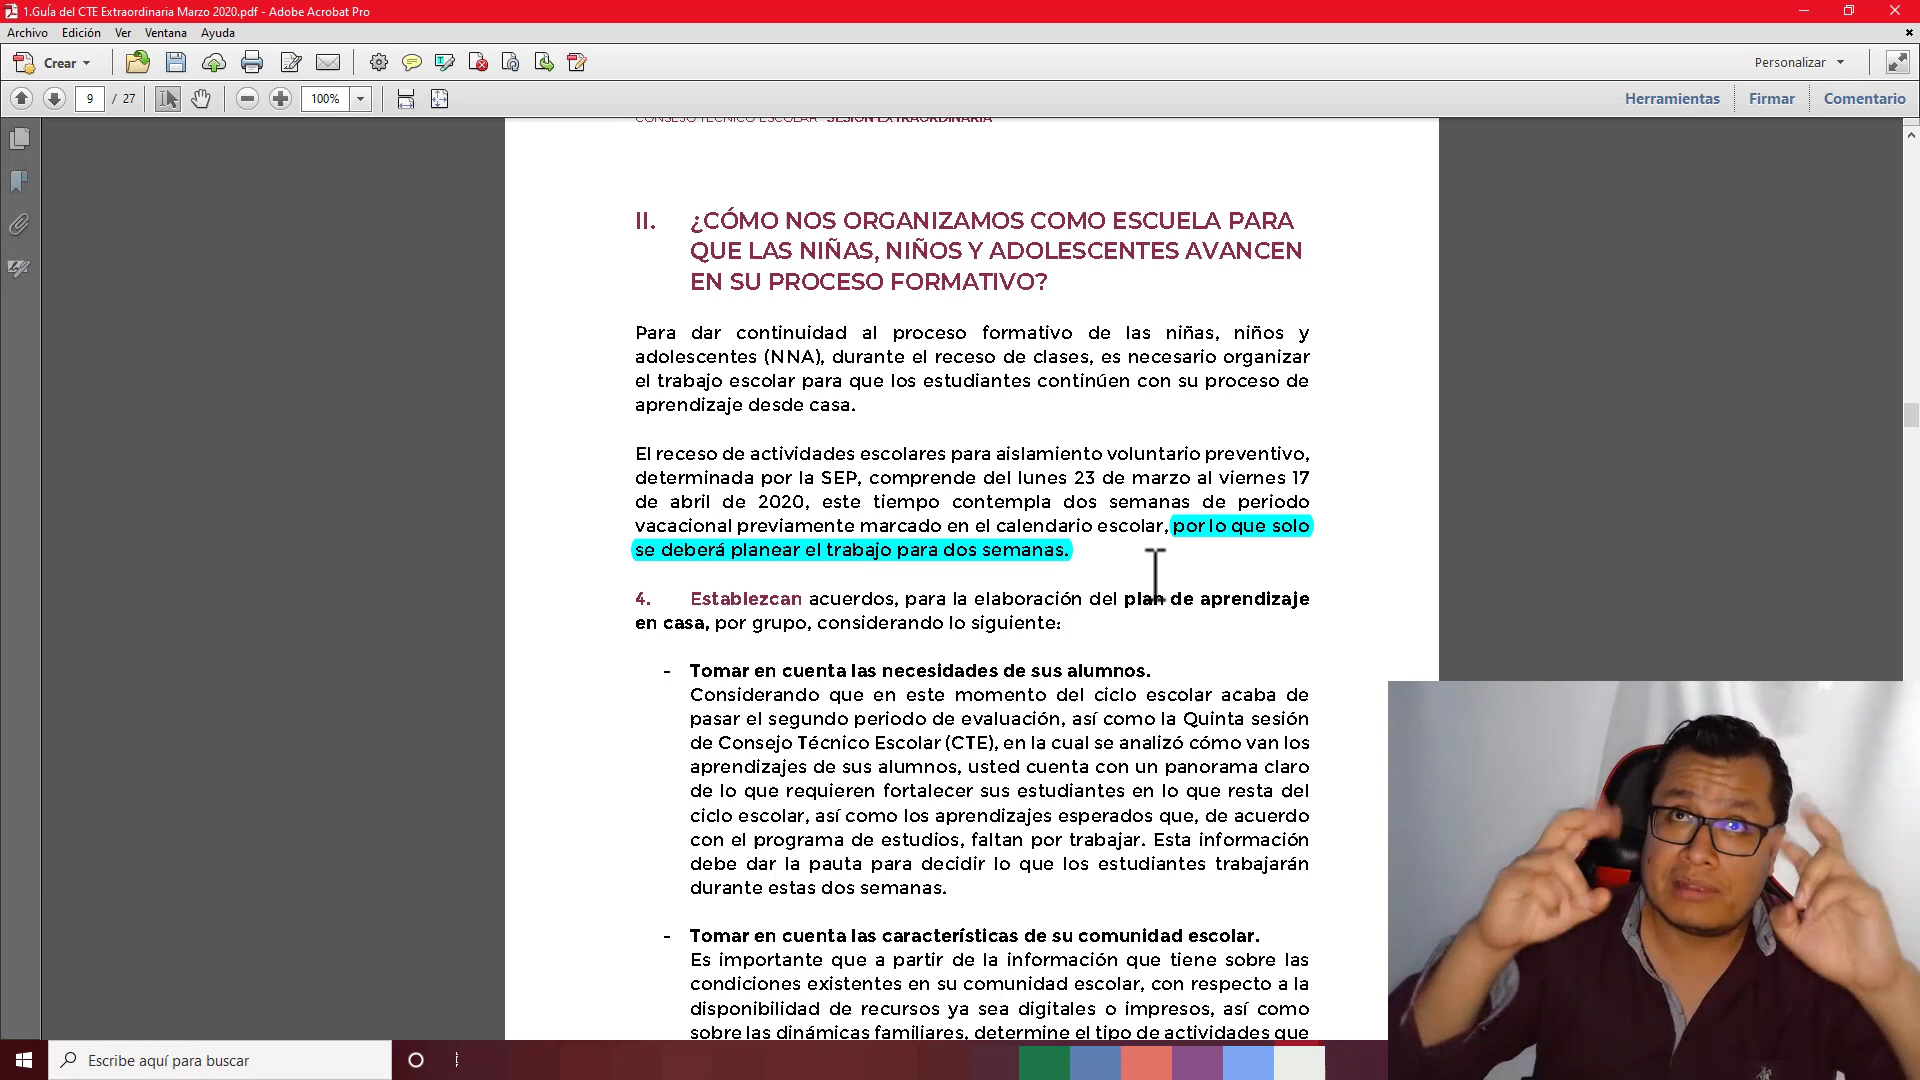 1.Guía del CTE Extraordinaria Marzo 2020.pdf - Adobe Acrobat Pro
Archivo Edición Ver Ventana Ayuda
Crear
Personalizar
9 / 27 100%
Herramientas Firmar Comentario
CONSEJO TÉCNICO ESCOLAR SESIÓN EXTRAORDINARIA
II. ¿CÓMO NOS ORGANIZAMOS COMO ESCUELA PARA
QUE LAS NIÑAS, NIÑOS Y ADOLESCENTES AVANCEN
EN SU PROCESO FORMATIVO?
Para dar continuidad al proceso formativo de las niñas, niños y
adolescentes (NNA), durante el receso de clases, es necesario organizar
el trabajo escolar para que los estudiantes continúen con su proceso de
aprendizaje desde casa.
El receso de actividades escolares para aislamiento voluntario preventivo,
determinada por la SEP, comprende del lunes 23 de marzo al viernes 17
de abril de 2020, este tiempo contempla dos semanas de periodo
vacacional previamente marcado en el calendario escolar, por lo que solo
se deberá planear el trabajo para dos semanas.
4. Establezcan acuerdos, para la elaboración del plan de aprendizaje
en casa, por grupo, considerando lo siguiente:
- Tomar en cuenta las necesidades de sus alumnos.
Considerando que en este momento del ciclo escolar acaba de
pasar el segundo periodo de evaluación, así como la Quinta sesión
de Consejo Técnico Escolar (CTE), en la cual se analizó cómo van los
aprendizajes de sus alumnos, usted cuenta con un panorama claro
de lo que requieren fortalecer sus estudiantes en lo que resta del
ciclo escolar, así como los aprendizajes esperados que, de acuerdo
con el programa de estudios, faltan por trabajar. Esta información
debe dar la pauta para decidir lo que los estudiantes trabajarán
durante estas dos semanas.
- Tomar en cuenta las características de su comunidad escolar.
Es importante que a partir de la información que tiene sobre las
condiciones existentes en su comunidad escolar, con respecto a la
disponibilidad de recursos ya sea digitales o impresos, así como
sobre las dinámicas familiares, determine el tipo de actividades que
Escribe aquí para buscar